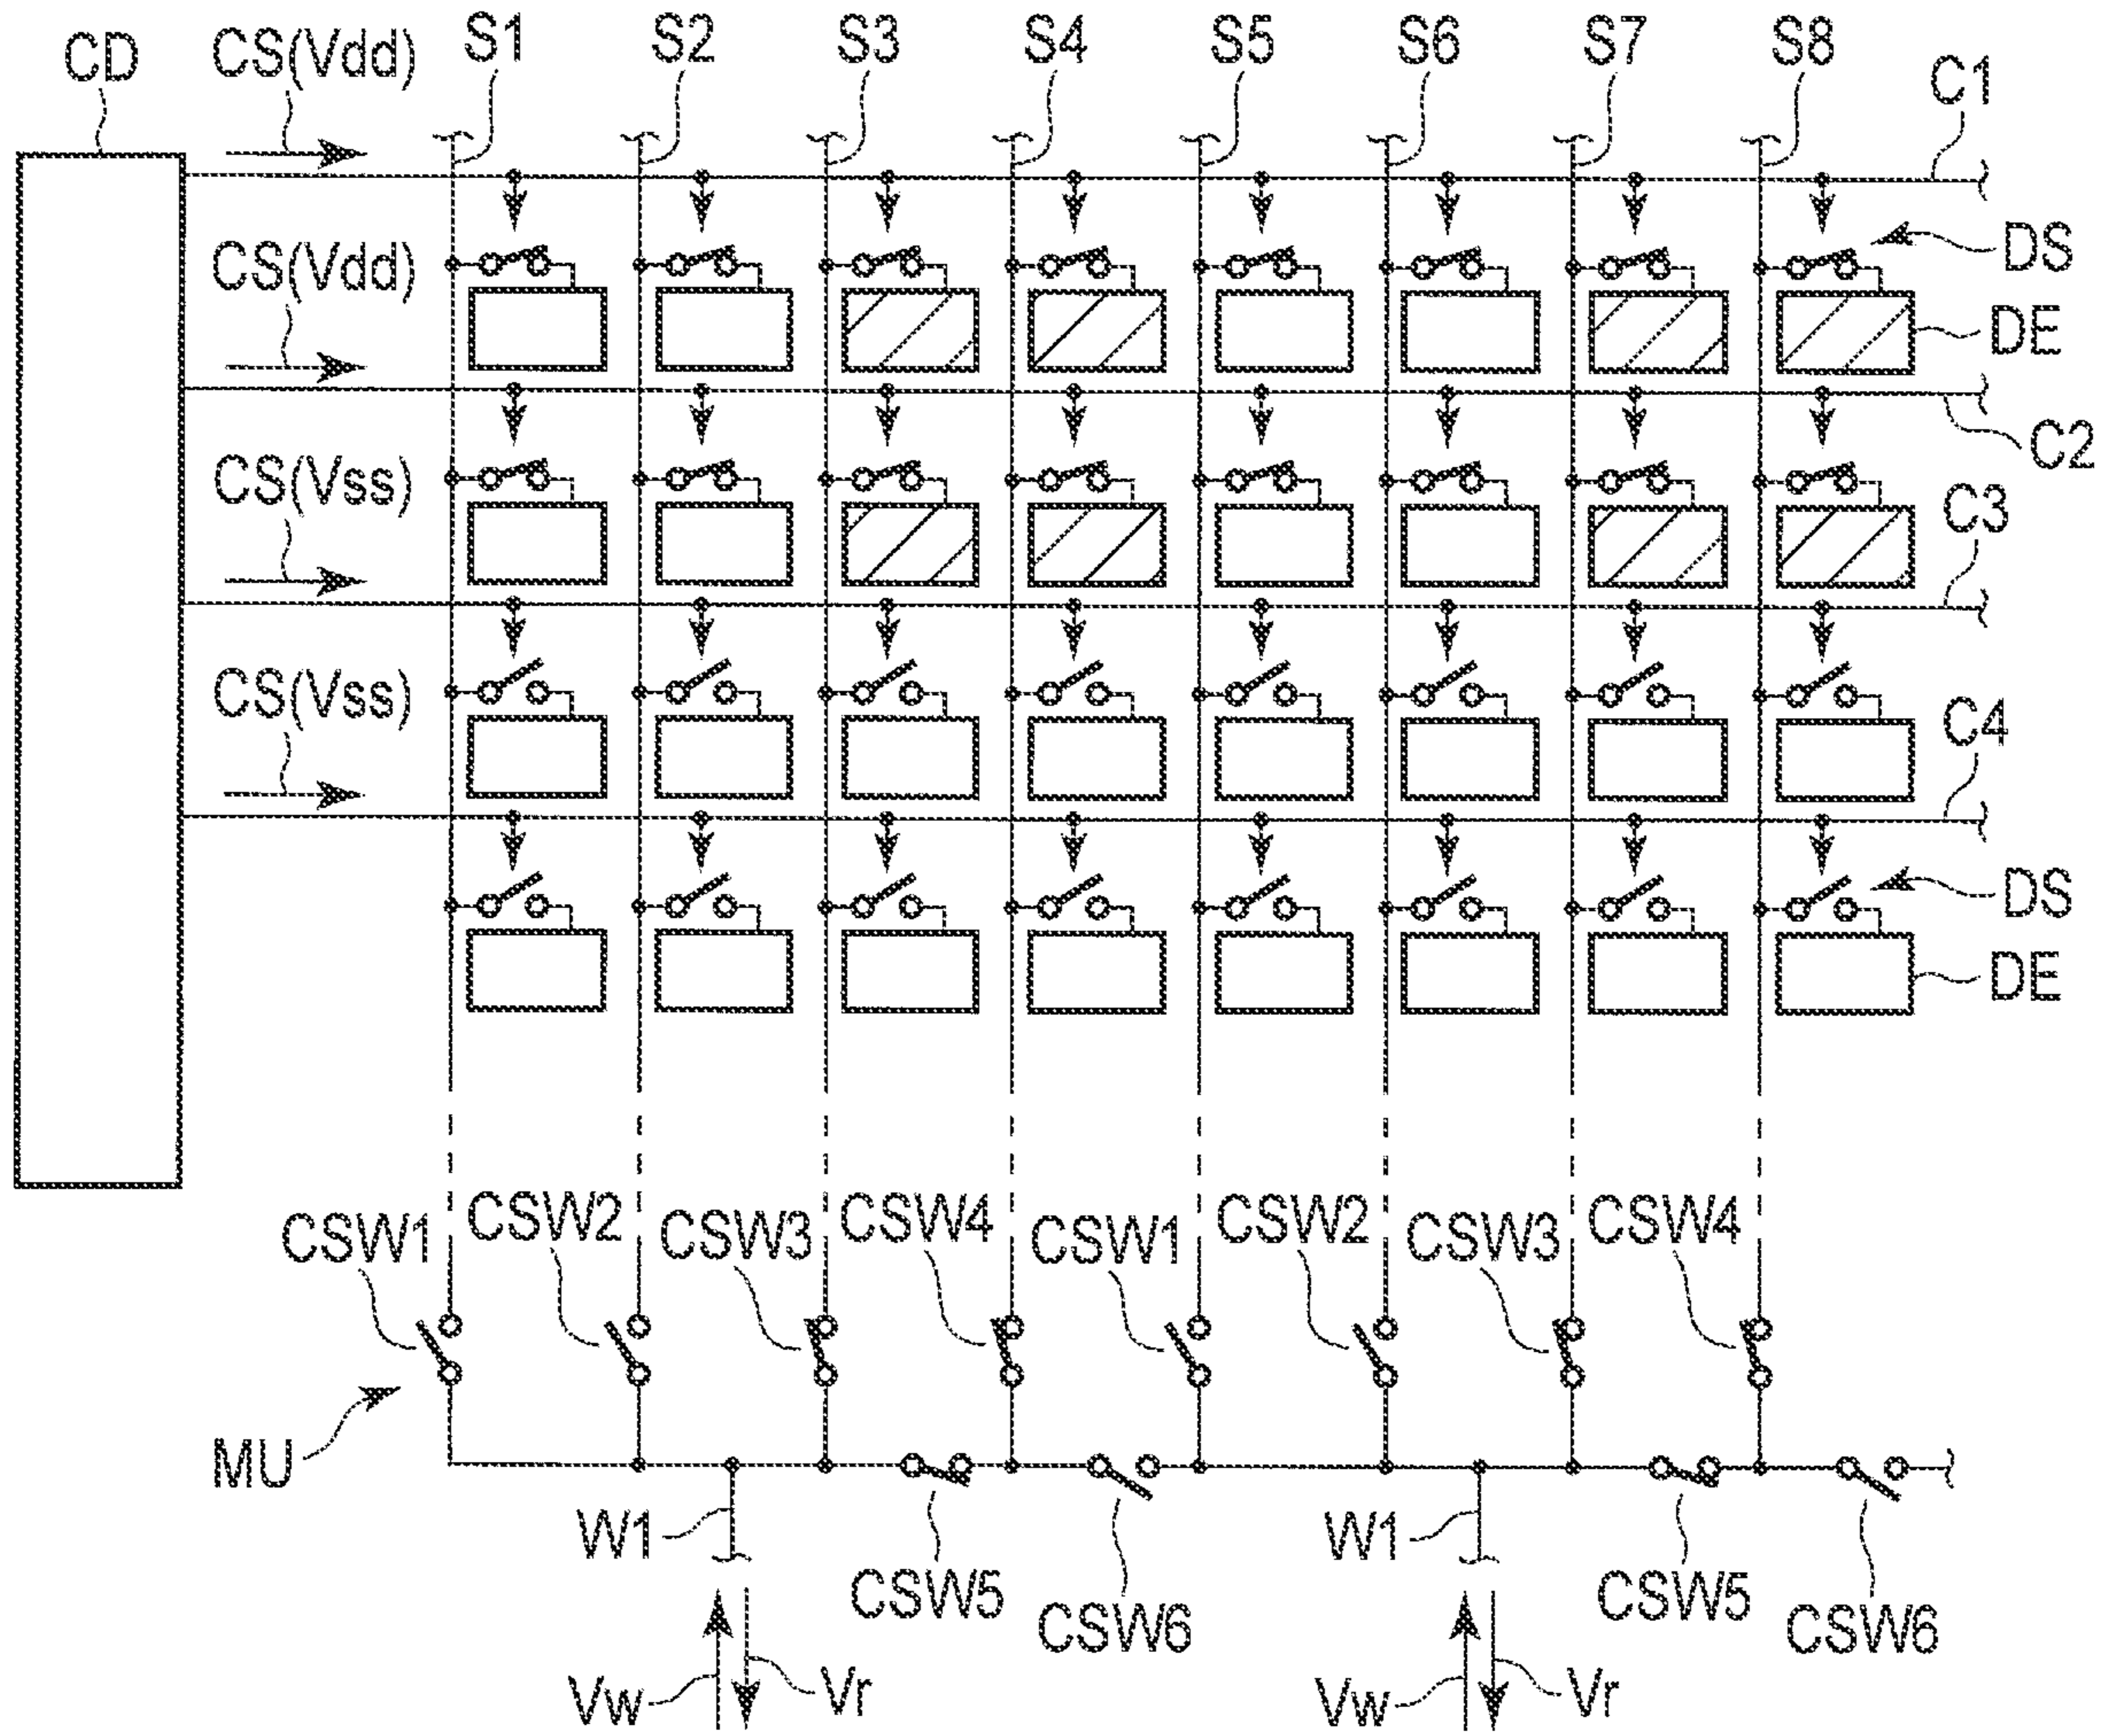 CD CS(Vdd) S1 S2 S3 S4 S5 S6 S7 S8
C1
CS(Vdd) DS
DE
C2
CS(Vss) C3
CS(Vss) C4
DS
DE
CSW1 CSW2 CSW3 CSW4 CSW1 CSW2 CSW3 CSW4
MU
W1 W1
CSW5 CSW6 CSW5 CSW6
Vw Vr Vw Vr